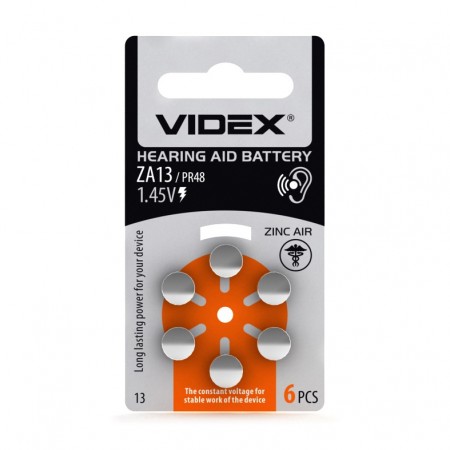 VIDEX®
HEARING AID BATTERY
ZA13 / PR48
1.45V
ZINC AIR
Long lasting power for your device
13
The constant voltage for
stable work of the device
6 PCS